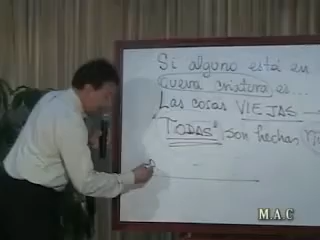 Si alguno está en
nueva criatura es...
Las cosas VIEJAS
"TODAS" son hechas
M.A.C